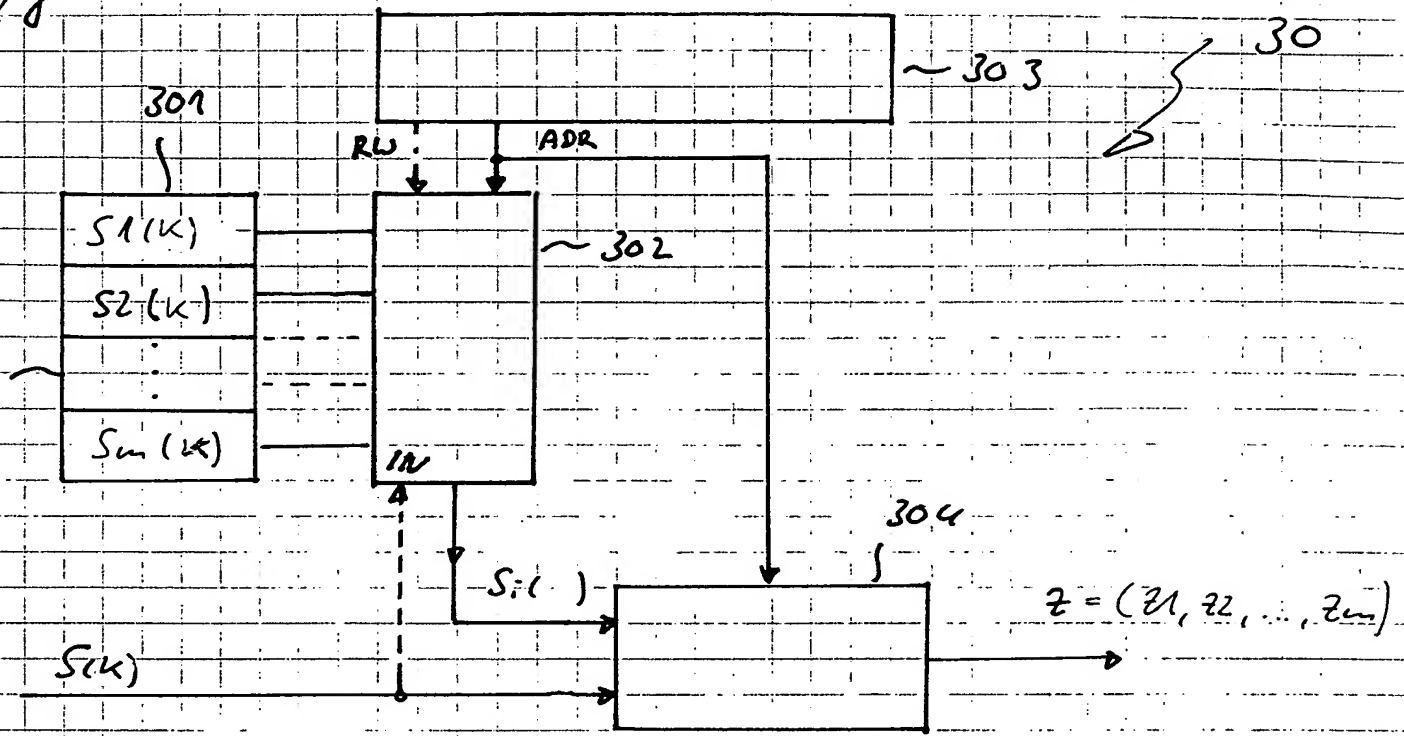 30
303
301
RW
ADR
S1(K)
302
S2(K)
Sm(K)
IN
304
Si( )
Z = (Z1, Z2, ..., Zm)
S(K)